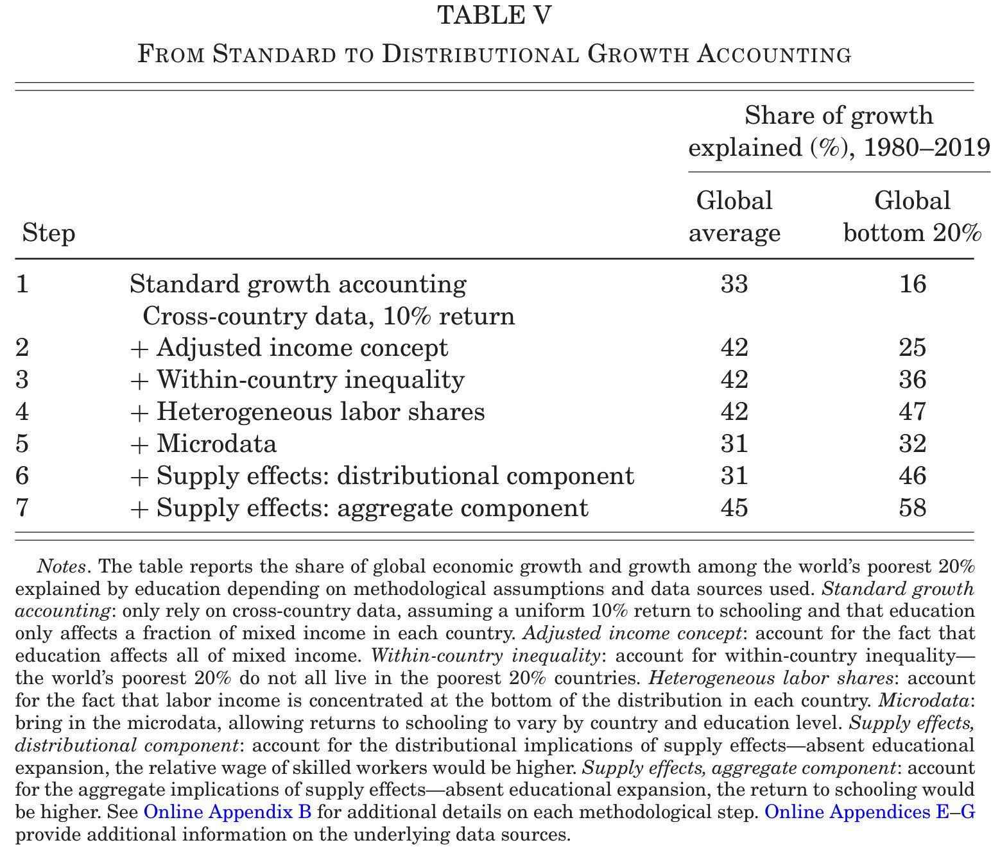 TABLE V
FROM STANDARD TO DISTRIBUTIONAL GROWTH ACCOUNTING
Share of growth
explained (%), 1980–2019
Global Global
Step average bottom 20%
1 Standard growth accounting 33 16
Cross-country data, 10% return
2 + Adjusted income concept 42 25
3 + Within-country inequality 42 36
4 + Heterogeneous labor shares 42 47
5 + Microdata 31 32
6 + Supply effects: distributional component 31 46
7 + Supply effects: aggregate component 45 58
Notes. The table reports the share of global economic growth and growth among the world’s poorest 20%
explained by education depending on methodological assumptions and data sources used. Standard growth
accounting: only rely on cross-country data, assuming a uniform 10% return to schooling and that education
only affects a fraction of mixed income in each country. Adjusted income concept: account for the fact that
education affects all of mixed income. Within-country inequality: account for within-country inequality—
the world’s poorest 20% do not all live in the poorest 20% countries. Heterogeneous labor shares: account
for the fact that labor income is concentrated at the bottom of the distribution in each country. Microdata:
bring in the microdata, allowing returns to schooling to vary by country and education level. Supply effects,
distributional component: account for the distributional implications of supply effects—absent educational
expansion, the relative wage of skilled workers would be higher. Supply effects, aggregate component: account
for the aggregate implications of supply effects—absent educational expansion, the return to schooling would
be higher. See Online Appendix B for additional details on each methodological step. Online Appendices E–G
provide additional information on the underlying data sources.